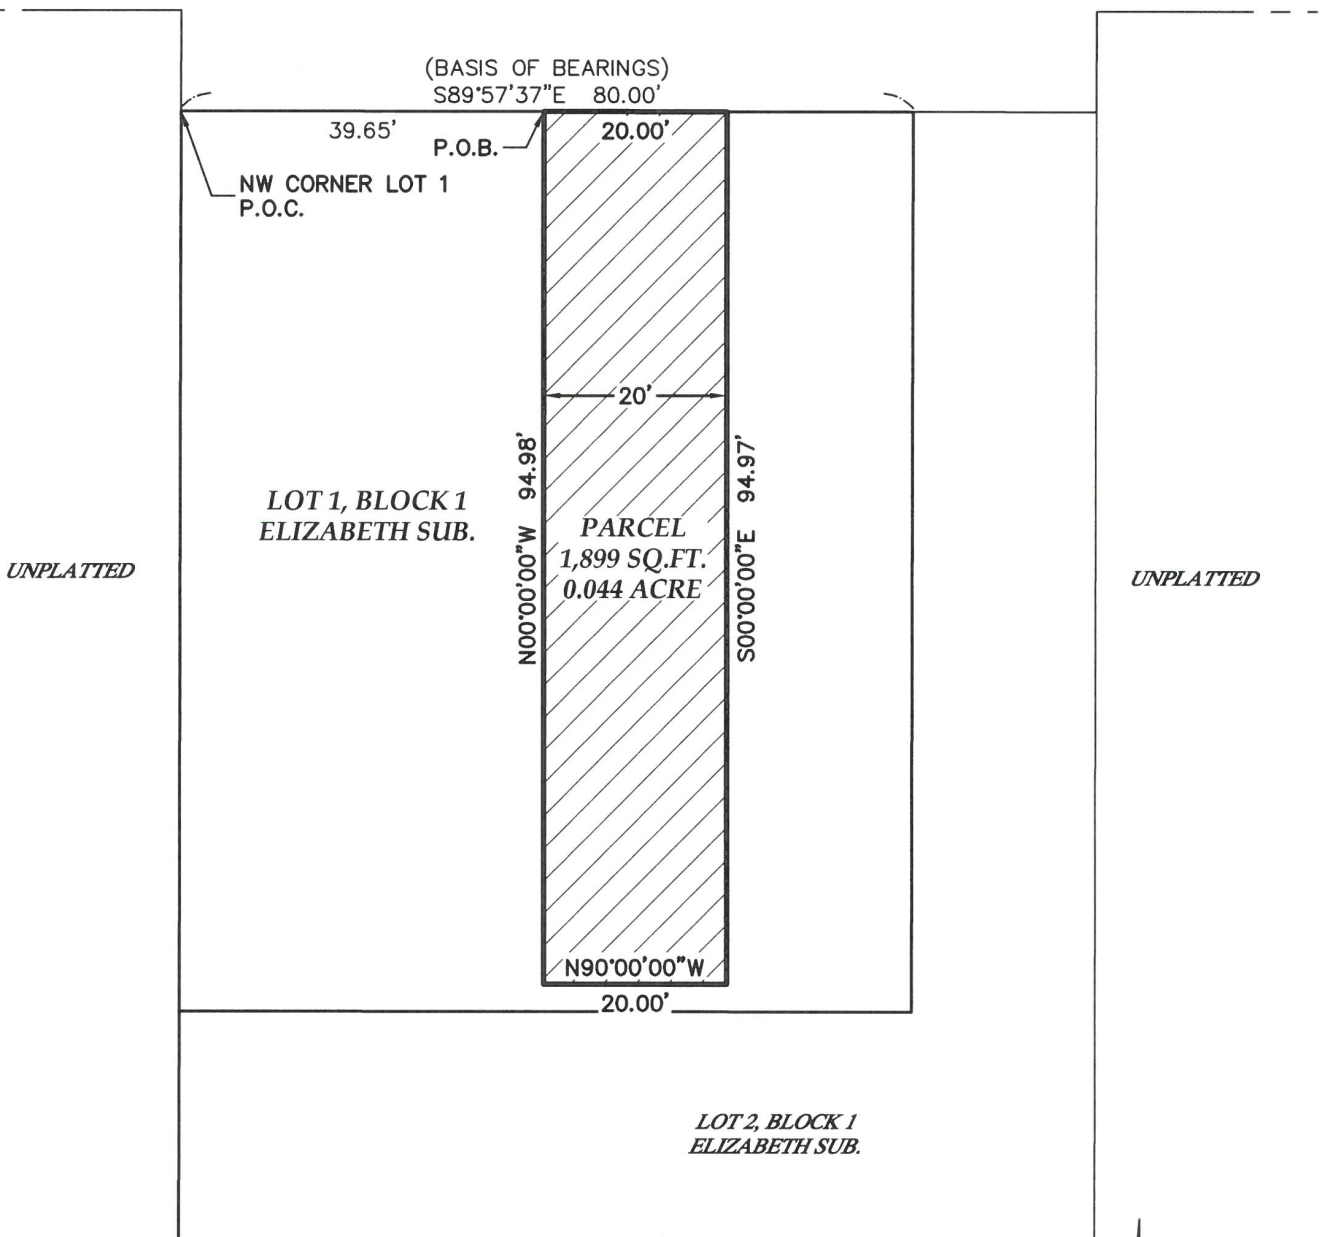 (BASIS OF BEARINGS)
S89°57'37"E 80.00'
39.65'
P.O.B.
20.00'
NW CORNER LOT 1
P.O.C.
20'
N00°00'00"W 94.98'
S00°00'00"E 94.97'
LOT 1, BLOCK 1
ELIZABETH SUB.
PARCEL
1,899 SQ.FT.
0.044 ACRE
UNPLATTED
UNPLATTED
N90°00'00"W
20.00'
LOT 2, BLOCK 1
ELIZABETH SUB.